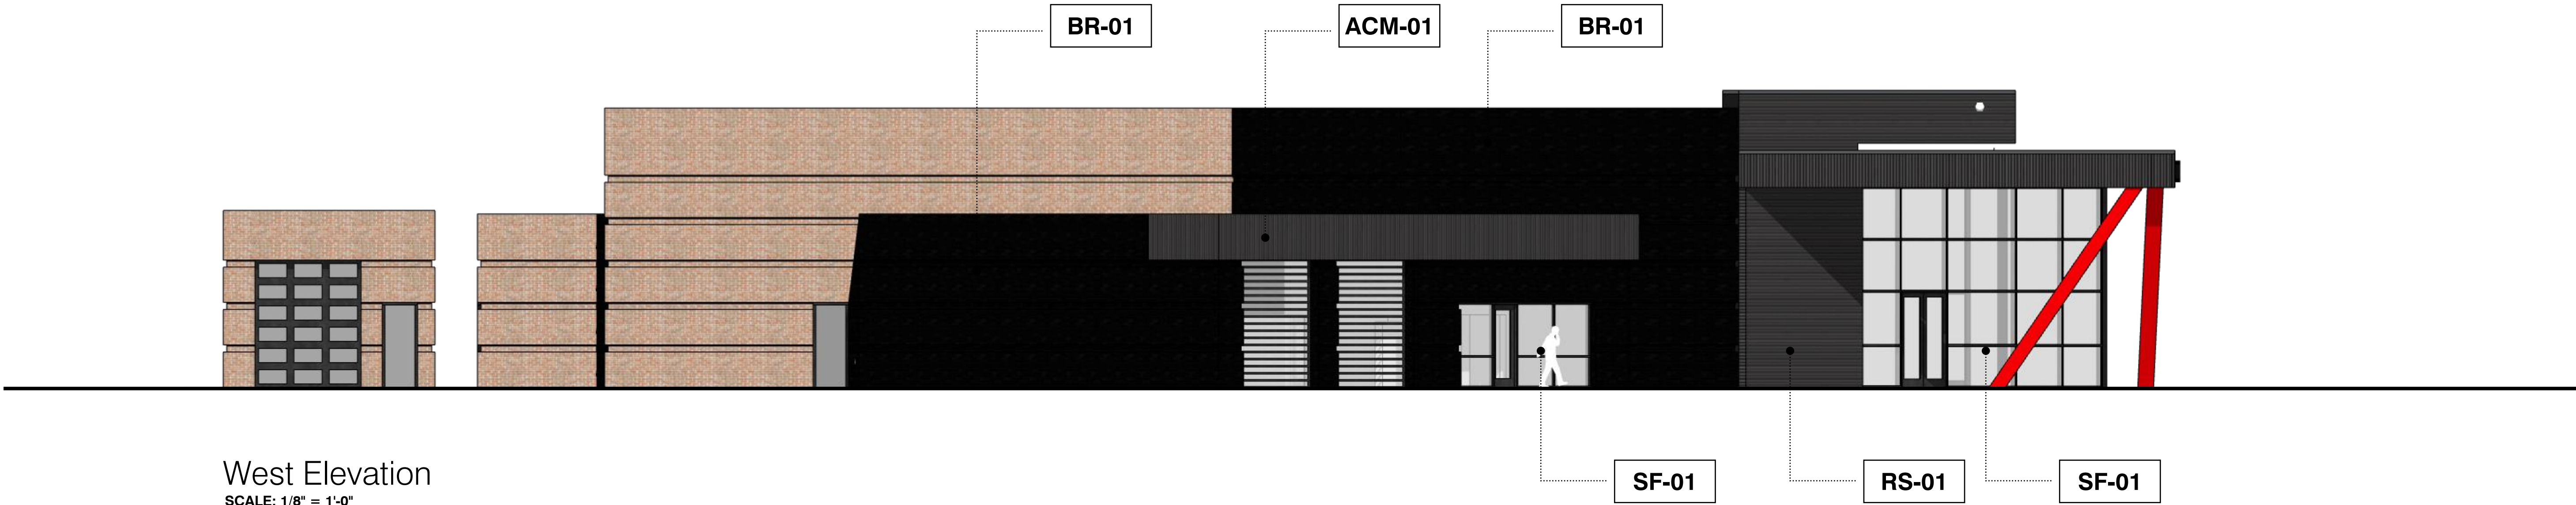 BR-01
ACM-01
BR-01
West Elevation
SCALE: 1/8" = 1'-0"
SF-01
RS-01
SF-01